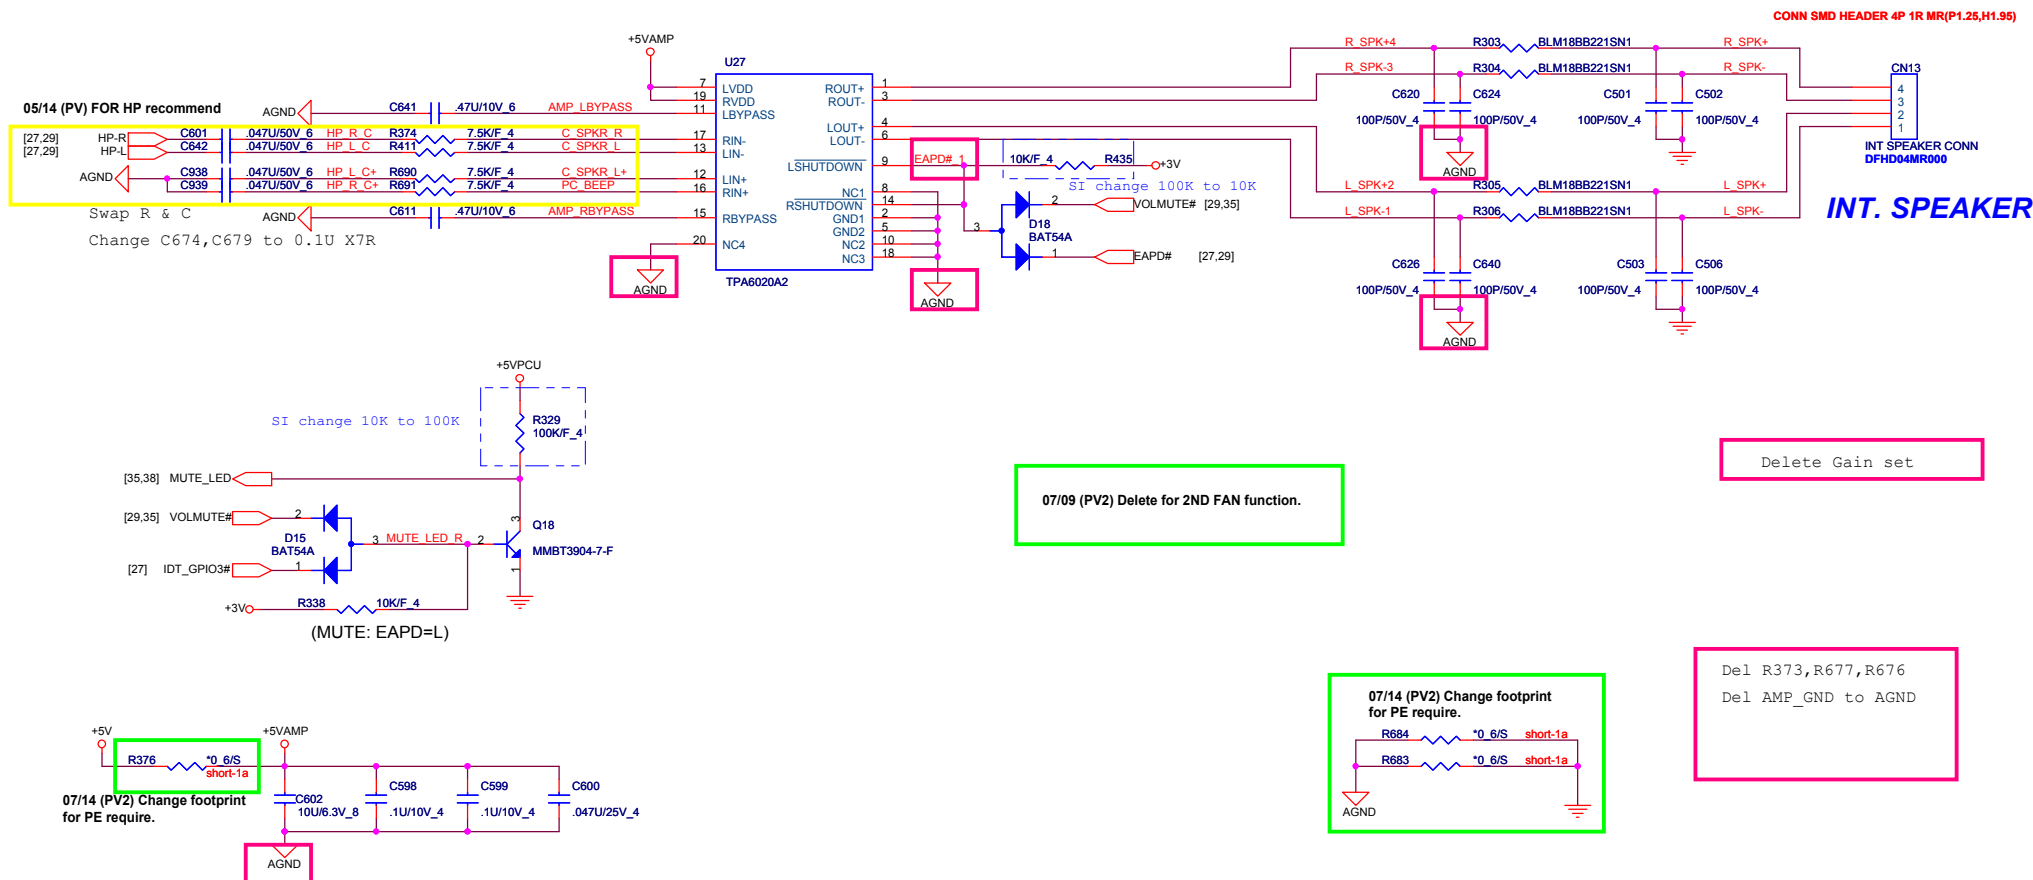 CONN SMD HEADER 4P 1R MR(P1.25,H1.95)
+5VAMP
U27
R_SPK+4 R303 BLM18BB221SN1 R_SPK+
R_SPK-3 R304 BLM18BB221SN1 R_SPK-
CN13
05/14 (PV) FOR HP recommend
AGND C641 .47U/10V_6 AMP_LBYPASS
7 LVDD
19 RVDD
11 LBYPASS
ROUT+ 1
ROUT- 3
C620 C624 C501 C502
100P/50V_4 100P/50V_4 100P/50V_4 100P/50V_4
4
3
2
1
[27,29] HP-R C601 .047U/50V_6 HP_R_C R374 7.5K/F_4 C_SPKR_R 17 RIN-
[27,29] HP-L C642 .047U/50V_6 HP_L_C R411 7.5K/F_4 C_SPKR_L 13 LIN-
LOUT+ 4
LOUT- 6
INT SPEAKER CONN
DFHD04MR000
AGND C938 .047U/50V_6 HP_L_C+ R690 7.5K/F_4 C_SPKR_L+ 12 LIN+
C939 .047U/50V_6 HP_R_C+ R691 7.5K/F_4 PC_BEEP 16 RIN+
LSHUTDOWN 9 EAPD#_1 10K/F_4 R435 +3V
SI change 100K to 10K
AGND
Swap R & C
AGND C611 .47U/10V_6 AMP_RBYPASS 15 RBYPASS
Change C674,C679 to 0.1U X7R
NC1 8
RSHUTDOWN 14
GND1 2
GND2 5
NC2 10
NC3 18
20 NC4
AGND
TPA6020A2
AGND
2 VOLMUTE# [29,35]
3 D18
BAT54A
1 EAPD# [27,29]
L_SPK+2 R305 BLM18BB221SN1 L_SPK+
L_SPK-1 R306 BLM18BB221SN1 L_SPK-
INT. SPEAKER
C626 C640 C503 C506
100P/50V_4 100P/50V_4 100P/50V_4 100P/50V_4
AGND
+5VPCU
SI change 10K to 100K
R329
100K/F_4
[35,38] MUTE_LED
[29,35] VOLMUTE# 2
D15
BAT54A
3 MUTE_LED_R 2
3
Q18
MMBT3904-7-F
1
[27] IDT_GPIO3# 1
+3V R338 10K/F_4
(MUTE: EAPD=L)
07/09 (PV2) Delete for 2ND FAN function.
Delete Gain set
Del R373,R677,R676
Del AMP_GND to AGND
07/14 (PV2) Change footprint
for PE require.
R684 *0_6/S short-1a
R683 *0_6/S short-1a
AGND
+5V +5VAMP
R376 *0_6/S
short-1a
07/14 (PV2) Change footprint
for PE require.
C602 C598 C599 C600
10U/6.3V_8 .1U/10V_4 .1U/10V_4 .047U/25V_4
AGND